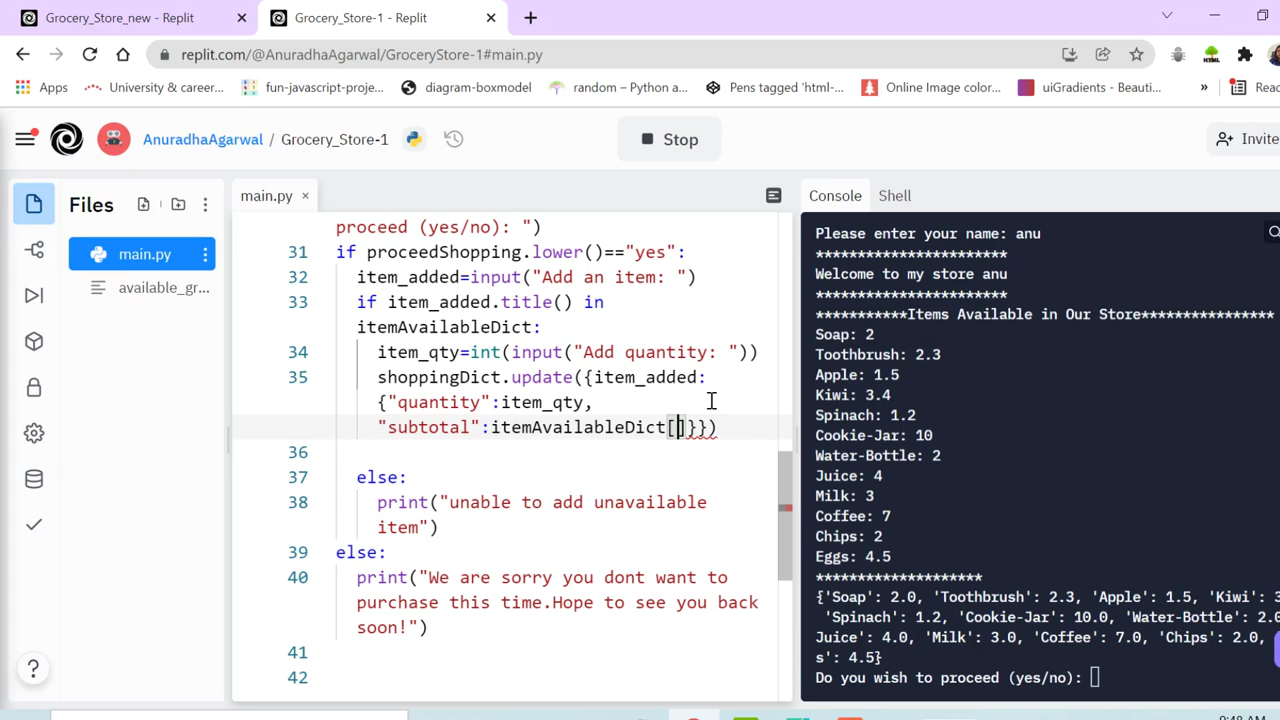 Grocery_Store_new - Replit
Grocery_Store-1 - Replit
replit.com/@AnuradhaAgarwal/GroceryStore-1#main.py
Apps
University & career...
fun-javascript-proje...
diagram-boxmodel
random – Python a...
Pens tagged 'html-...
Online Image color...
uiGradients - Beauti...
»
AnuradhaAgarwal / Grocery_Store-1
Stop
Invite
Files
main.py
available_gr...
main.py
proceed (yes/no): ")
31 if proceedShopping.lower()=="yes":
32 item_added=input("Add an item: ")
33 if item_added.title() in
itemAvailableDict:
34 item_qty=int(input("Add quantity: "))
35 shoppingDict.update({item_added:
{"quantity":item_qty,
"subtotal":itemAvailableDict[]}})
36
37 else:
38 print("unable to add unavailable
item")
39 else:
40 print("We are sorry you dont want to
purchase this time.Hope to see you back
soon!")
41
42
Console
Shell
Please enter your name: anu
***********************
Welcome to my store anu
***********************
***********Items Available in Our Store****************
Soap: 2
Toothbrush: 2.3
Apple: 1.5
Kiwi: 3.4
Spinach: 1.2
Cookie-Jar: 10
Water-Bottle: 2
Juice: 4
Milk: 3
Coffee: 7
Chips: 2
Eggs: 4.5
********************
{'Soap': 2.0, 'Toothbrush': 2.3, 'Apple': 1.5, 'Kiwi': 3
'Spinach': 1.2, 'Cookie-Jar': 10.0, 'Water-Bottle': 2.0
Juice': 4.0, 'Milk': 3.0, 'Coffee': 7.0, 'Chips': 2.0,
s': 4.5}
Do you wish to proceed (yes/no):
?